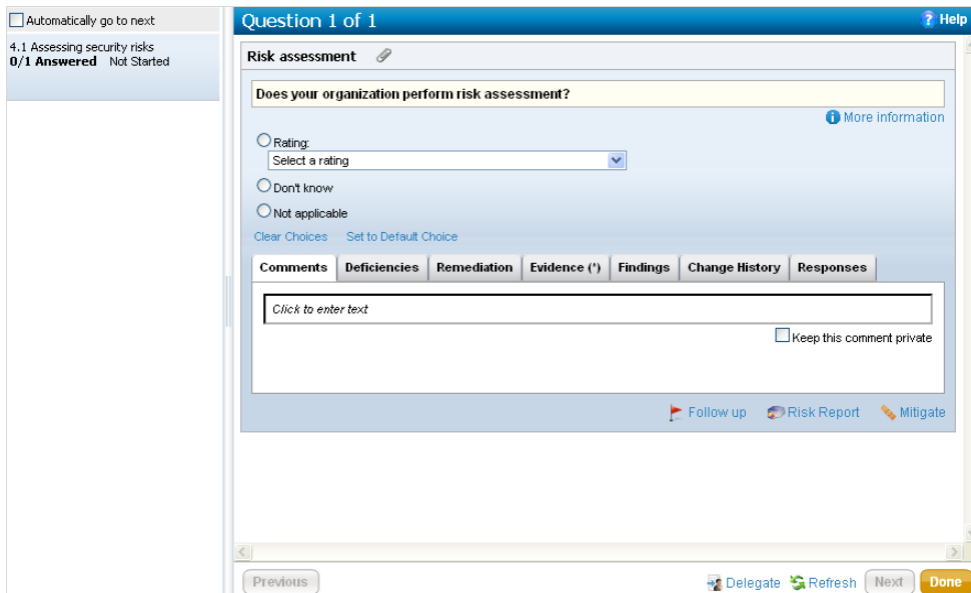 Automatically go to next
4.1 Assessing security risks
0/1 Answered Not Started
Question 1 of 1
? Help
Risk assessment
Does your organization perform risk assessment?
i More information
Rating:
Select a rating
Don't know
Not applicable
Clear Choices Set to Default Choice
Comments Deficiencies Remediation Evidence (*) Findings Change History Responses
Click to enter text
Keep this comment private
Follow up Risk Report Mitigate
Previous Delegate Refresh Next Done